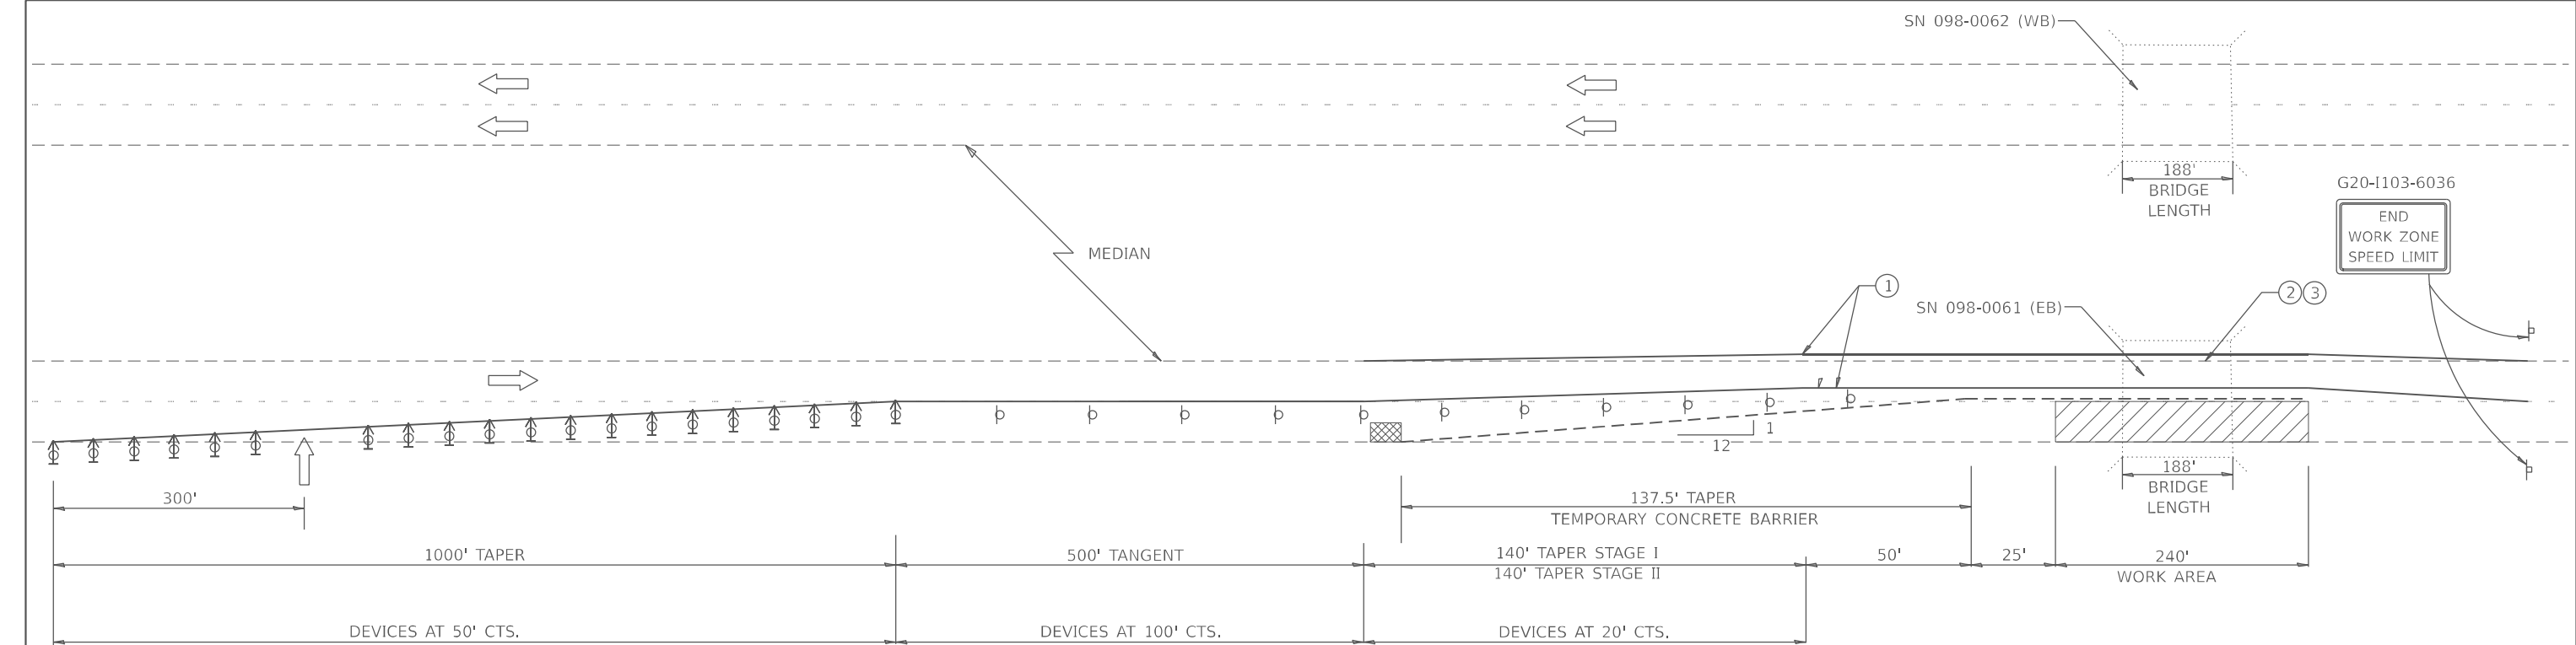 SN 098-0062 (WB)
188'
BRIDGE
LENGTH
G20-I103-6036
END
WORK ZONE
SPEED LIMIT
MEDIAN
1
2 3
SN 098-0061 (EB)
1
12
188'
BRIDGE
LENGTH
300'
137.5' TAPER
TEMPORARY CONCRETE BARRIER
1000' TAPER
500' TANGENT
140' TAPER STAGE I
140' TAPER STAGE II
50'
25'
240'
WORK AREA
DEVICES AT 50' CTS.
DEVICES AT 100' CTS.
DEVICES AT 20' CTS.